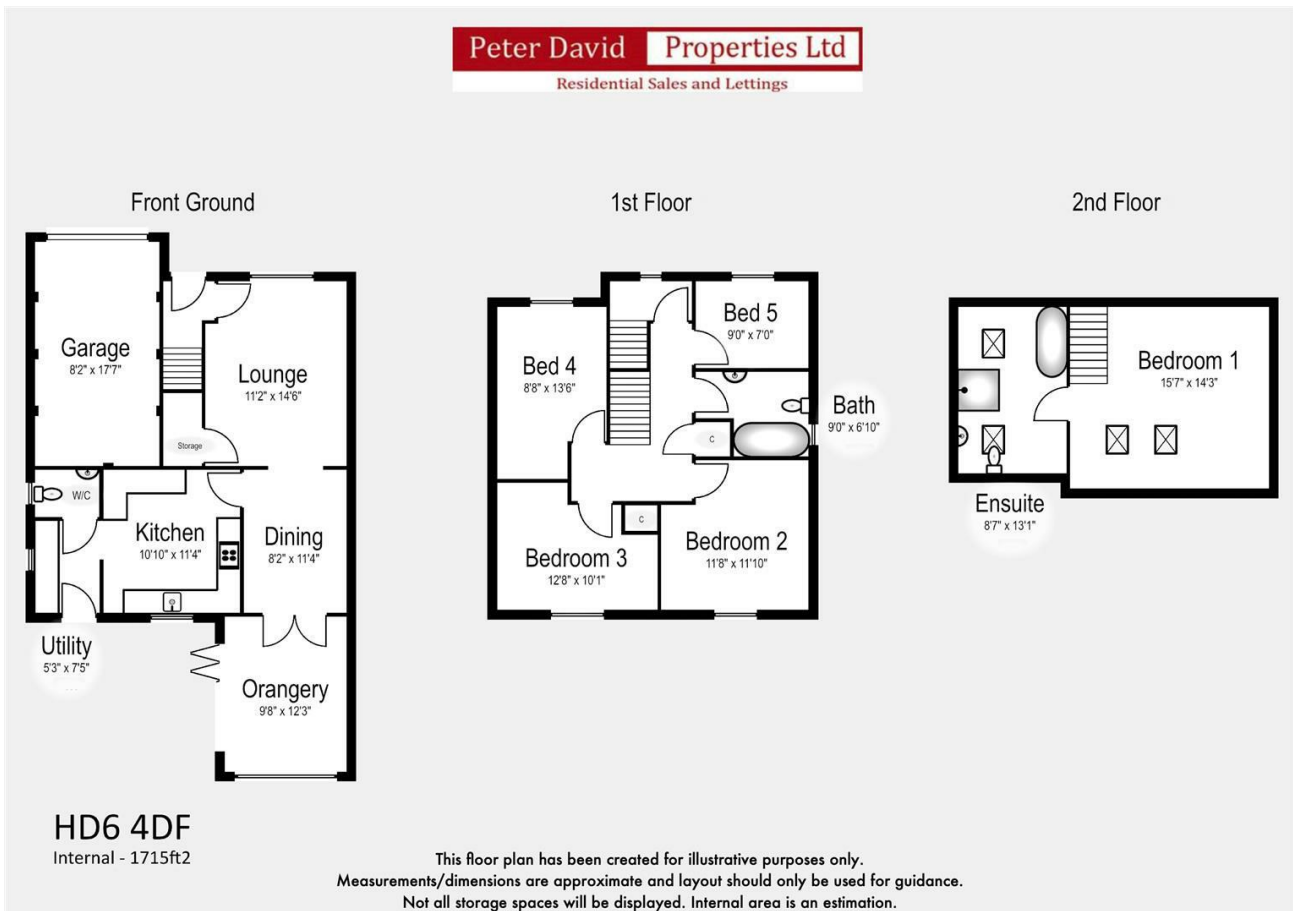 Peter David Properties Ltd
Residential Sales and Lettings
Front Ground
1st Floor
2nd Floor
Garage
8'2" x 17'7"
Lounge
11'2" x 14'6"
Storage
W/C
Kitchen
10'10" x 11'4"
Dining
8'2" x 11'4"
Utility
5'3" x 7'5"
Orangery
9'8" x 12'3"
Bed 5
9'0" x 7'0"
Bed 4
8'8" x 13'6"
Bath
9'0" x 6'10"
C
C
Bedroom 3
12'8" x 10'1"
Bedroom 2
11'8" x 11'10"
Bedroom 1
15'7" x 14'3"
Ensuite
8'7" x 13'1"
HD6 4DF
Internal - 1715ft2
This floor plan has been created for illustrative purposes only.
Measurements/dimensions are approximate and layout should only be used for guidance.
Not all storage spaces will be displayed. Internal area is an estimation.